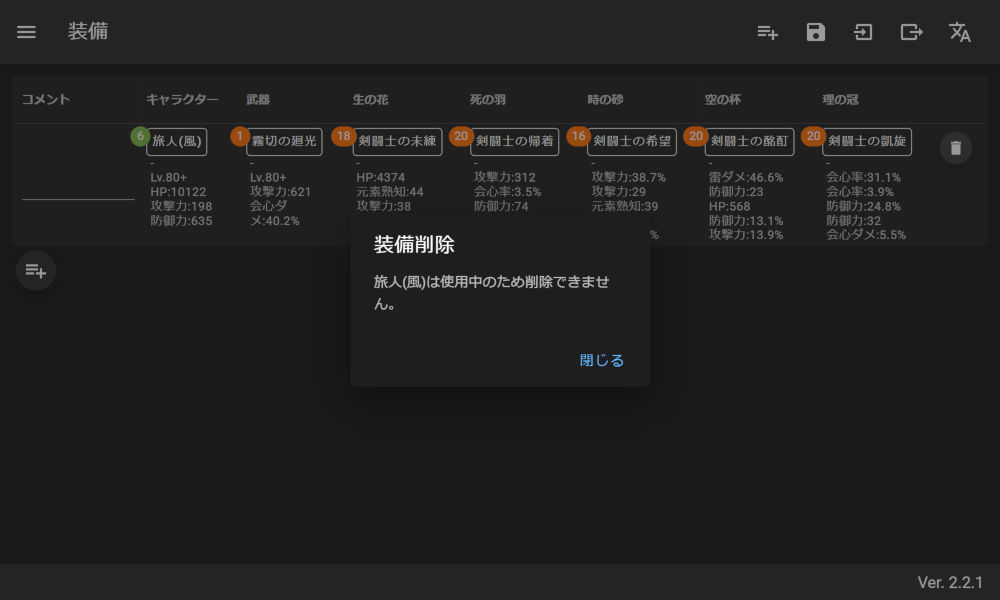 装備
コメント キャラクター 武器 生の花 死の羽 時の砂 空の杯 理の冠
6 旅人(風) 1 霧切の廻光 18 剣闘士の未練 20 剣闘士の帰着 16 剣闘士の希望 20 剣闘士の酩酊 20 剣闘士の凱旋
- - - - - - -
Lv.80+ Lv.80+ HP:4374 攻撃力:312 攻撃力:38.7% 雷ダメ:46.6% 会心率:31.1%
HP:10122 攻撃力:621 元素熟知:44 会心率:3.5% 攻撃力:29 防御力:23 会心率:3.9%
攻撃力:198 会心ダ 攻撃力:38 防御力:74 元素熟知:39 HP:568 防御力:24.8%
防御力:635 メ:40.2% 防御力:13.1% 防御力:32
% 攻撃力:13.9% 会心ダメ:5.5%
装備削除
旅人(風)は使用中のため削除できませ
ん。
閉じる
Ver. 2.2.1